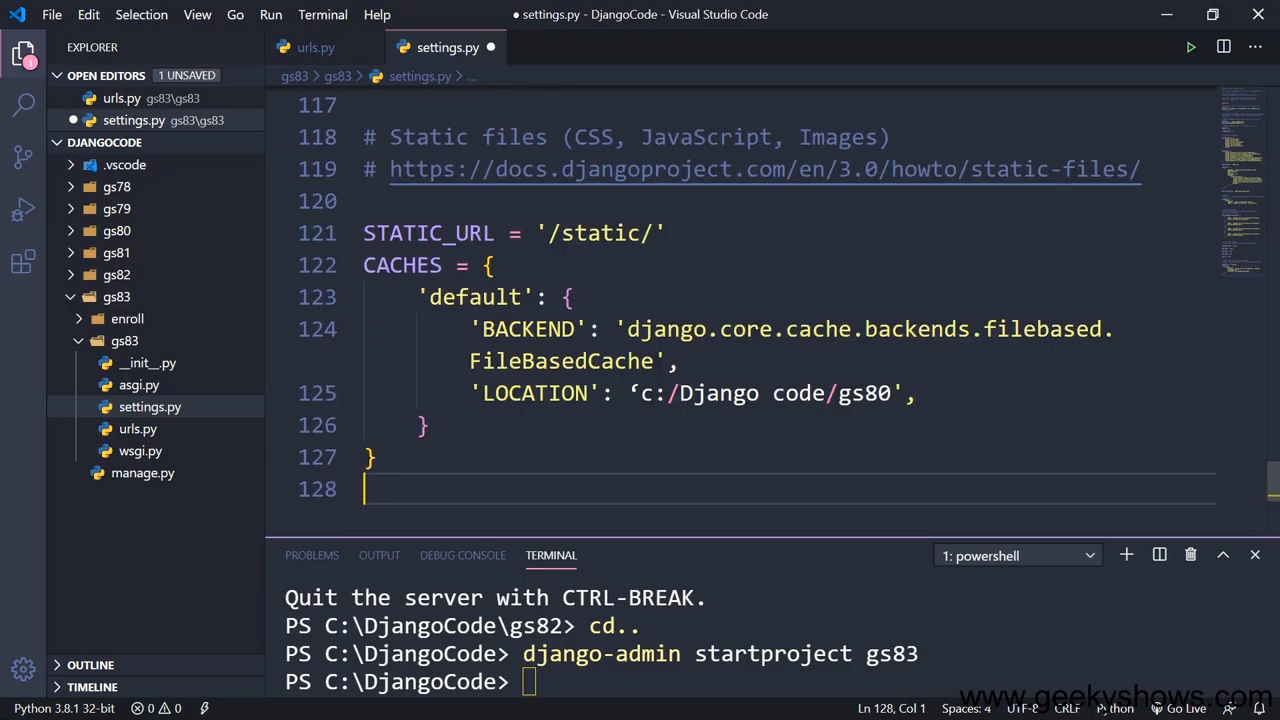 File Edit Selection View Go Run Terminal Help
● settings.py - DjangoCode - Visual Studio Code
EXPLORER
OPEN EDITORS 1 UNSAVED
urls.py gs83\gs83
settings.py gs83\gs83
DJANGOCODE
.vscode
gs78
gs79
gs80
gs81
gs82
gs83
enroll
gs83
__init__.py
asgi.py
settings.py
urls.py
wsgi.py
manage.py
OUTLINE
TIMELINE
1
urls.py
settings.py
gs83 > gs83 > settings.py > ...
117
118 # Static files (CSS, JavaScript, Images)
119 # https://docs.djangoproject.com/en/3.0/howto/static-files/
120
121 STATIC_URL = '/static/'
122 CACHES = {
123 'default': {
124 'BACKEND': 'django.core.cache.backends.filebased.
FileBasedCache',
125 'LOCATION': ‘c:/Django code/gs80',
126 }
127 }
128
PROBLEMS OUTPUT DEBUG CONSOLE TERMINAL
1: powershell
Quit the server with CTRL-BREAK.
PS C:\DjangoCode\gs82> cd..
PS C:\DjangoCode> django-admin startproject gs83
PS C:\DjangoCode>
www.geekyshows.com
Python 3.8.1 32-bit 0 0
Ln 128, Col 1 Spaces: 4 UTF-8 CRLF Python Go Live